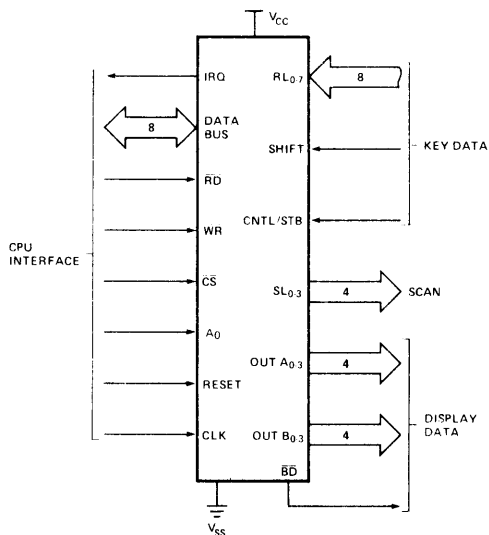 VCC
IRQ
RL0-7
8
8
DATA
BUS
KEY DATA
SHIFT
RD
CNTL/STB
WR
CPU
INTERFACE
CS
SL0-3
4
SCAN
A0
OUT A0-3
4
RESET
DISPLAY
DATA
CLK
OUT B0-3
4
BD
VSS